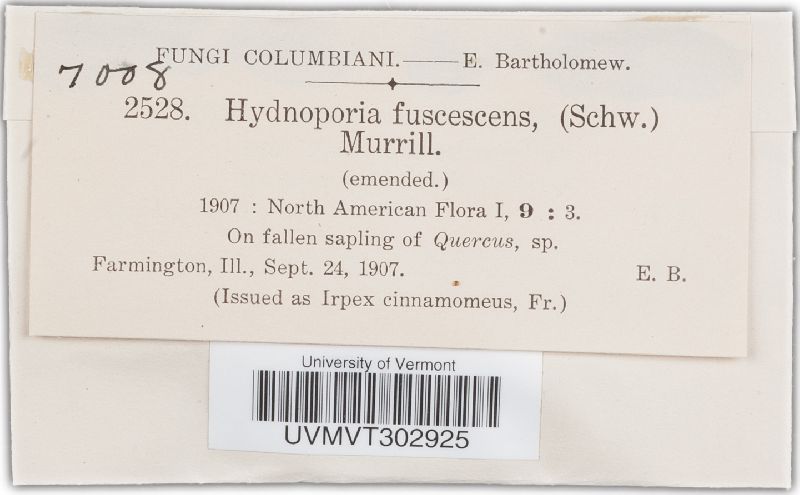 FUNGI COLUMBIANI.——E. Bartholomew.
7008
2528. Hydnoporia fuscescens, (Schw.)
Murrill.
(emended.)
1907 : North American Flora I, 9 : 3.
On fallen sapling of Quercus, sp.
Farmington, Ill., Sept. 24, 1907. E. B.
(Issued as Irpex cinnamomeus, Fr.)
University of Vermont
UVMVT302925